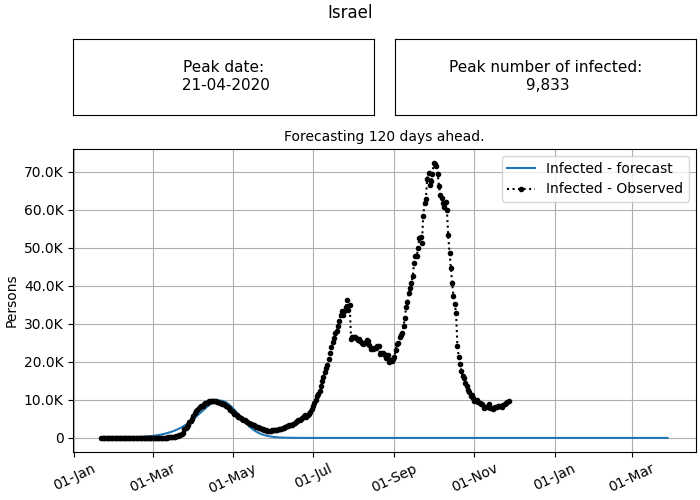 Israel
Peak date:
21-04-2020
Peak number of infected:
9,833
Forecasting 120 days ahead.
Infected - forecast
Infected - Observed
70.0K
60.0K
50.0K
40.0K
30.0K
20.0K
10.0K
0
Persons
01-Jan
01-Mar
01-May
01-Jul
01-Sep
01-Nov
01-Jan
01-Mar